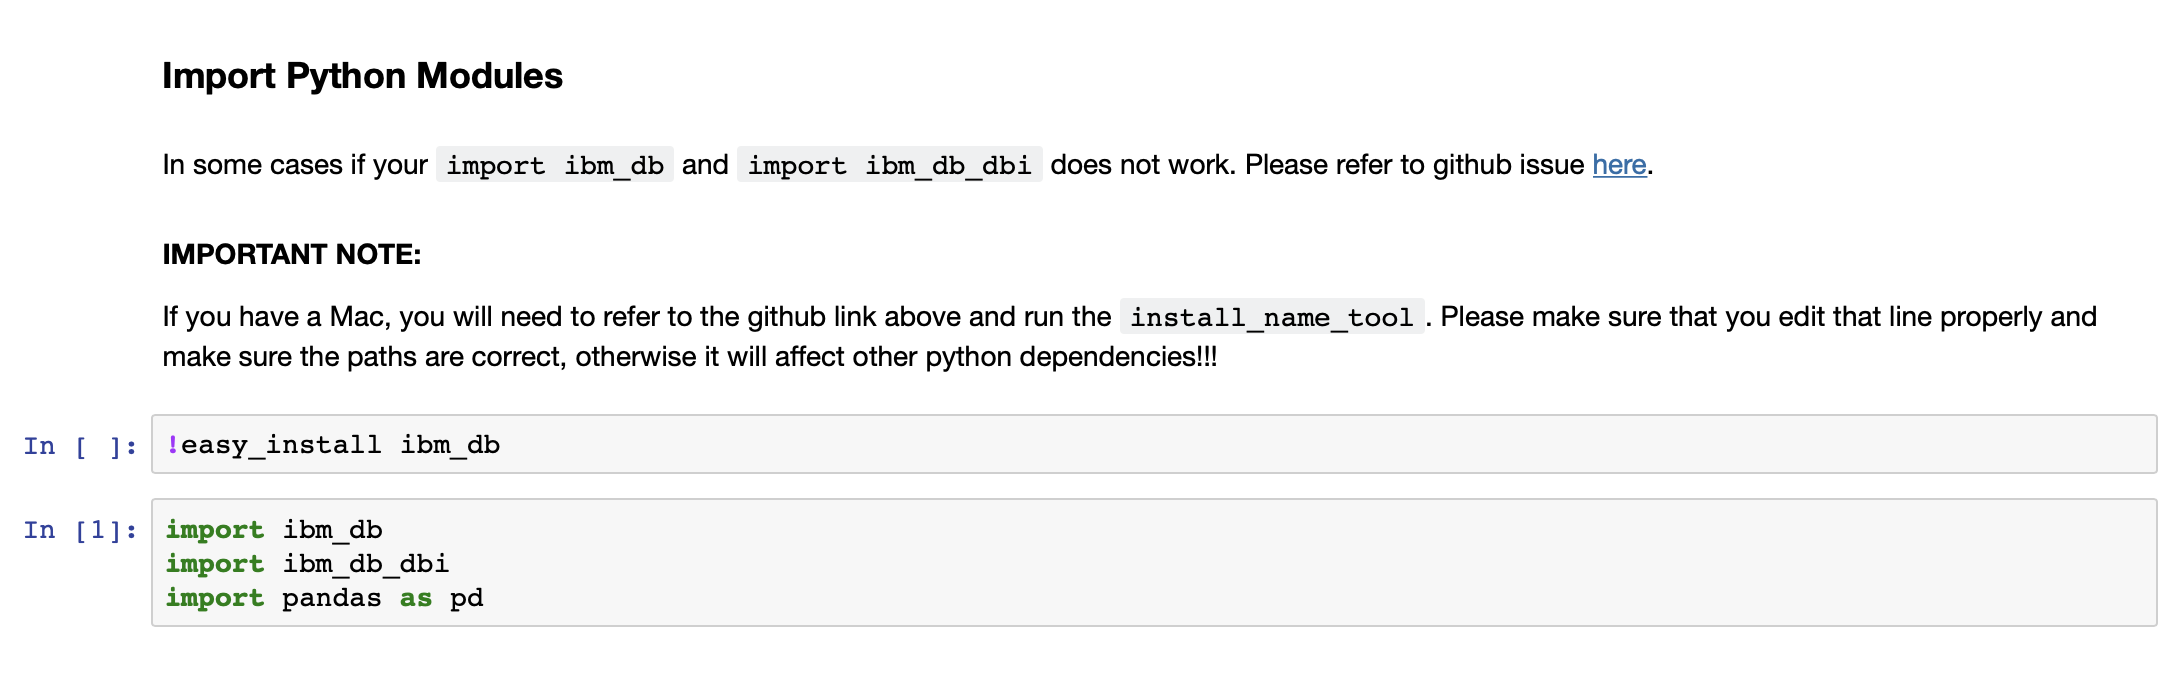 Import Python Modules
In some cases if your import ibm_db and import ibm_db_dbi does not work. Please refer to github issue here.
IMPORTANT NOTE:
If you have a Mac, you will need to refer to the github link above and run the install_name_tool . Please make sure that you edit that line properly and
make sure the paths are correct, otherwise it will affect other python dependencies!!!
In [ ]: !easy_install ibm_db
In [1]: import ibm_db
import ibm_db_dbi
import pandas as pd